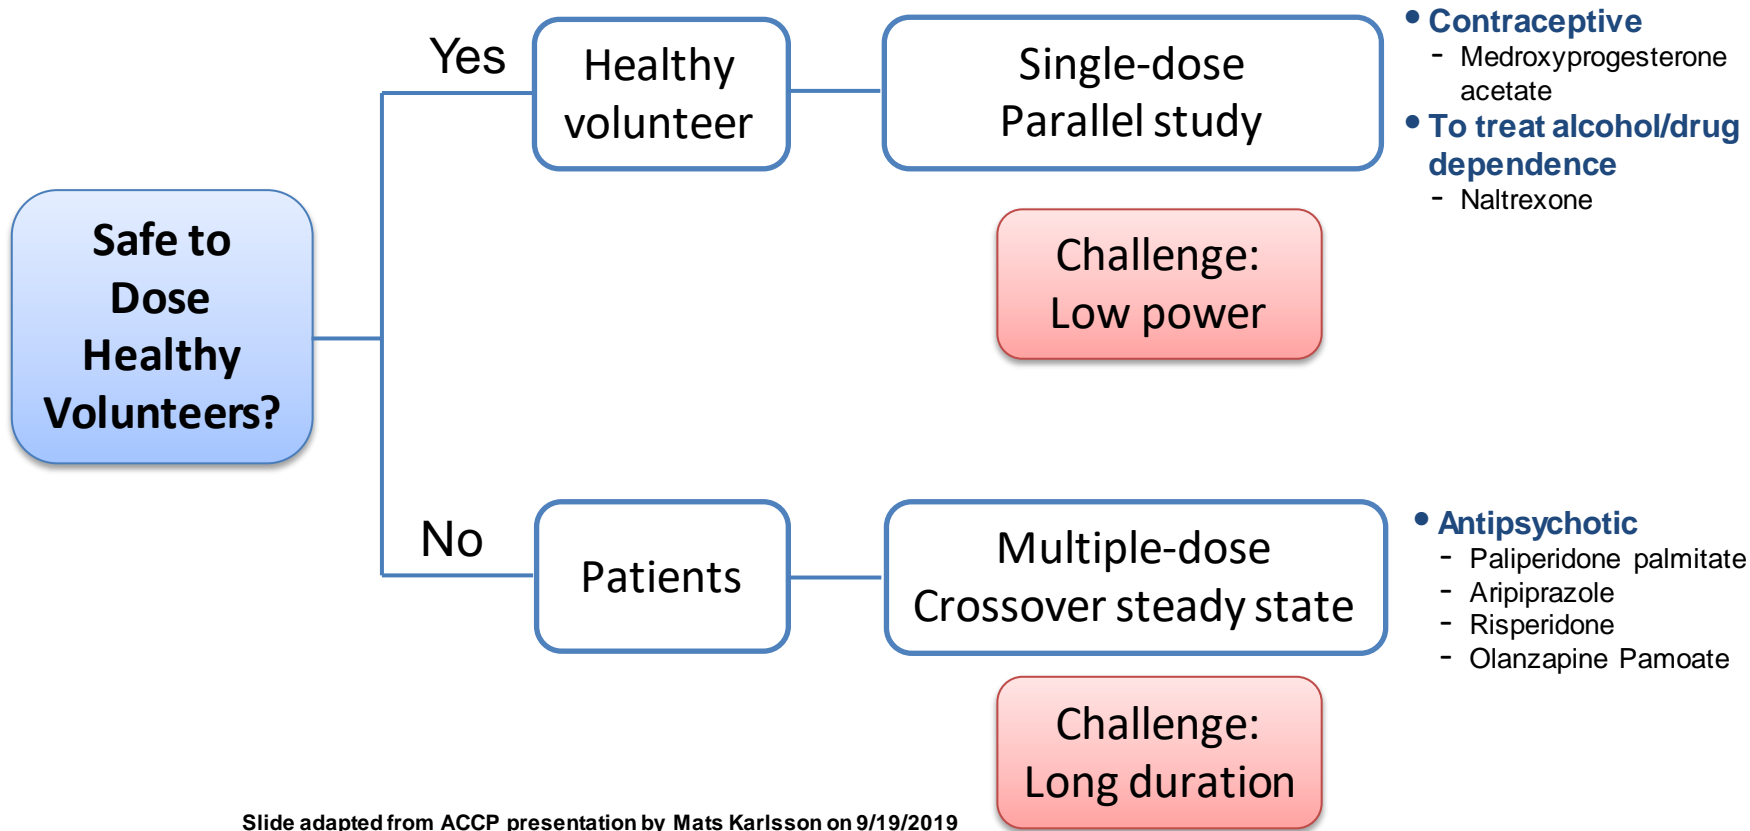 Safe to
Dose
Healthy
Volunteers?
Yes
Healthy
volunteer
Single-dose
Parallel study
• Contraceptive
- Medroxyprogesterone
acetate
• To treat alcohol/drug
dependence
- Naltrexone
Challenge:
Low power
No
Patients
Multiple-dose
Crossover steady state
• Antipsychotic
- Paliperidone palmitate
- Aripiprazole
- Risperidone
- Olanzapine Pamoate
Challenge:
Long duration
Slide adapted from ACCP presentation by Mats Karlsson on 9/19/2019